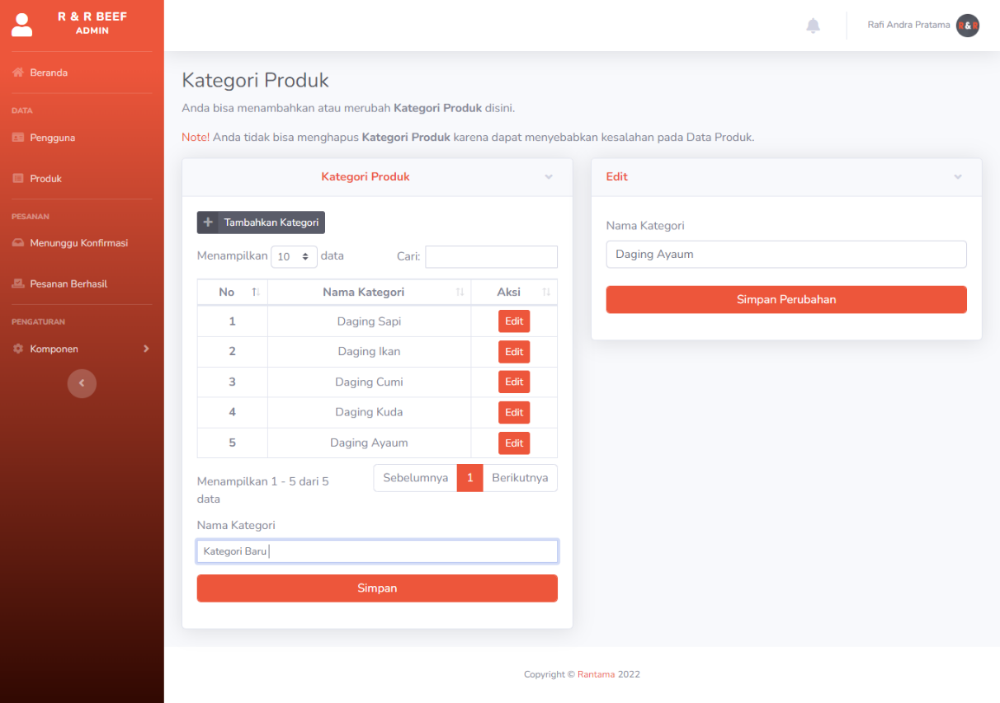 R & R BEEF
ADMIN
Beranda
DATA
Pengguna
Produk
PESANAN
Menunggu Konfirmasi
Pesanan Berhasil
PENGATURAN
Komponen
Rafi Andra Pratama
R & R
Kategori Produk
Anda bisa menambahkan atau merubah Kategori Produk disini.
Note! Anda tidak bisa menghapus Kategori Produk karena dapat menyebabkan kesalahan pada Data Produk.
Kategori Produk
Tambahkan Kategori
Menampilkan 10 data Cari:
No Nama Kategori Aksi
1 Daging Sapi Edit
2 Daging Ikan Edit
3 Daging Cumi Edit
4 Daging Kuda Edit
5 Daging Ayaum Edit
Menampilkan 1 - 5 dari 5
data
Sebelumnya 1 Berikutnya
Nama Kategori
Kategori Baru
Simpan
Edit
Nama Kategori
Daging Ayaum
Simpan Perubahan
Copyright © Rantama 2022